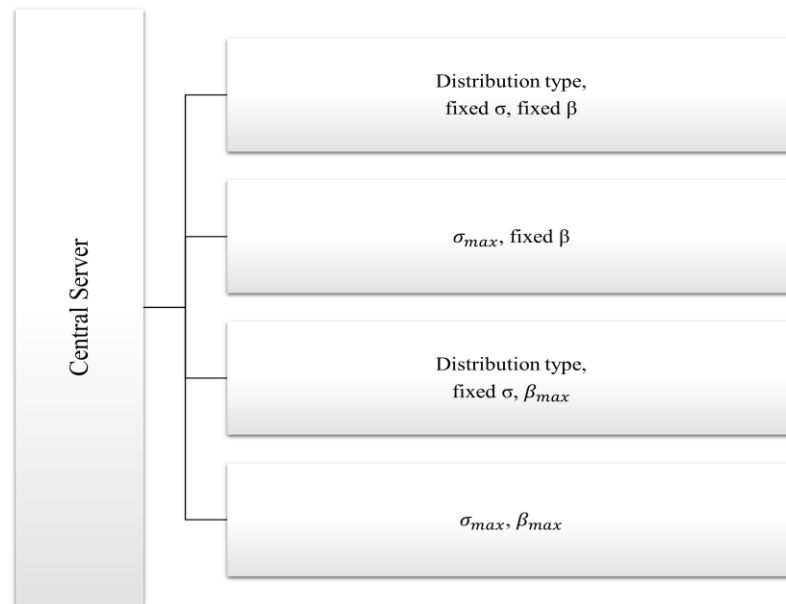 Central Server
Distribution type,
fixed σ, fixed β
σ_max, fixed β
Distribution type,
fixed σ, β_max
σ_max, β_max